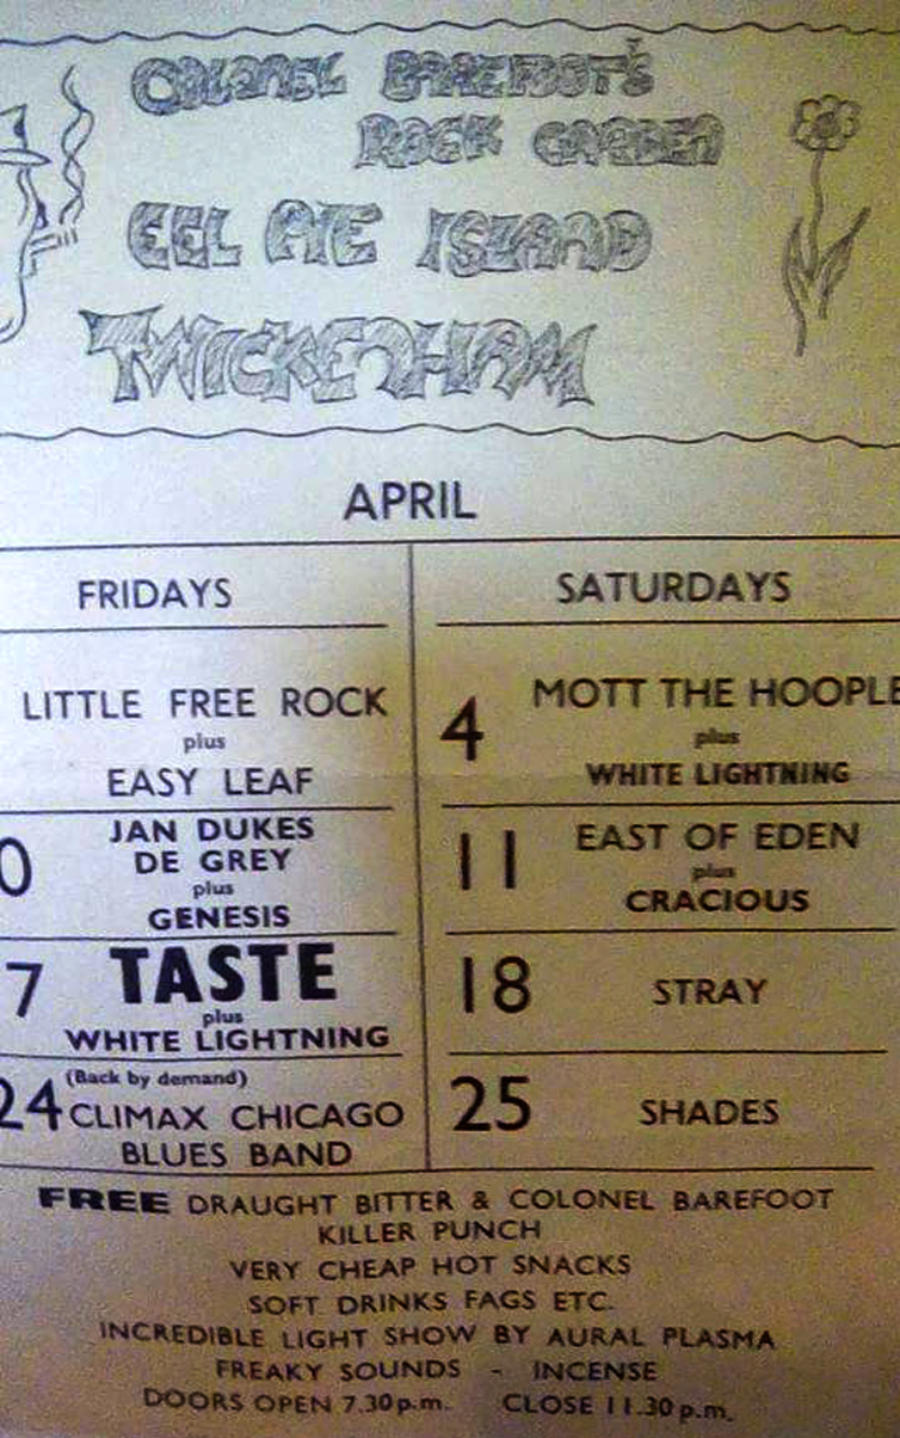 COLONEL BAREFOOT'S
ROCK GARDEN
EEL PIE ISLAND
TWICKENHAM
APRIL
FRIDAYS
LITTLE FREE ROCK
plus
EASY LEAF
0 JAN DUKES
DE GREY
plus
GENESIS
7 TASTE
plus
WHITE LIGHTNING
(Back by demand)
24 CLIMAX CHICAGO
BLUES BAND
SATURDAYS
4 MOTT THE HOOPLE
plus
WHITE LIGHTNING
11 EAST OF EDEN
plus
CRACIOUS
18 STRAY
25 SHADES
FREE DRAUGHT BITTER & COLONEL BAREFOOT
KILLER PUNCH
VERY CHEAP HOT SNACKS
SOFT DRINKS FAGS ETC.
INCREDIBLE LIGHT SHOW BY AURAL PLASMA
FREAKY SOUNDS - INCENSE
DOORS OPEN 7.30 p.m. CLOSE 11.30 p.m.